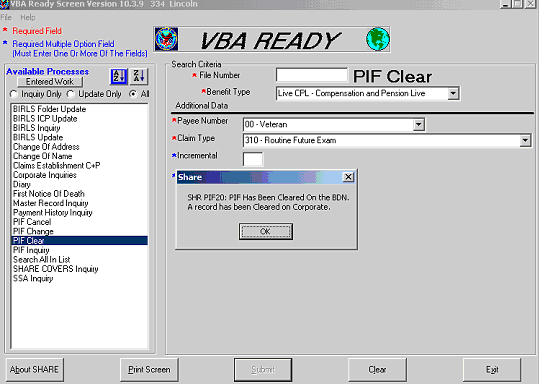 VBA Ready Screen Version 10.3.9 334 Lincoln
File Help
* Required Field
* Required Multiple Option Field
(Must Enter One Or More Of The Fields)
VBA READY
Available Processes
Entered Work
A Z
Z A
Inquiry Only Update Only All
BIRLS Folder Update
BIRLS ICP Update
BIRLS Inquiry
BIRLS Update
Change Of Address
Change Of Name
Claims Establishment C+P
Corporate Inquiries
Diary
First Notice Of Death
Master Record Inquiry
Payment History Inquiry
PIF Cancel
PIF Change
PIF Clear
PIF Inquiry
Search All In List
SHARE COVERS Inquiry
SSA Inquiry
Search Criteria
* File Number
PIF Clear
* Benefit Type
Live CPL - Compensation and Pension Live
Additional Data
* Payee Number
00 - Veteran
* Claim Type
310 - Routine Future Exam
* Incremental
*
Share
SHR PIF20: PIF Has Been Cleared On the BDN.
A record has been Cleared on Corporate.
OK
About SHARE
Print Screen
Submit
Clear
Exit